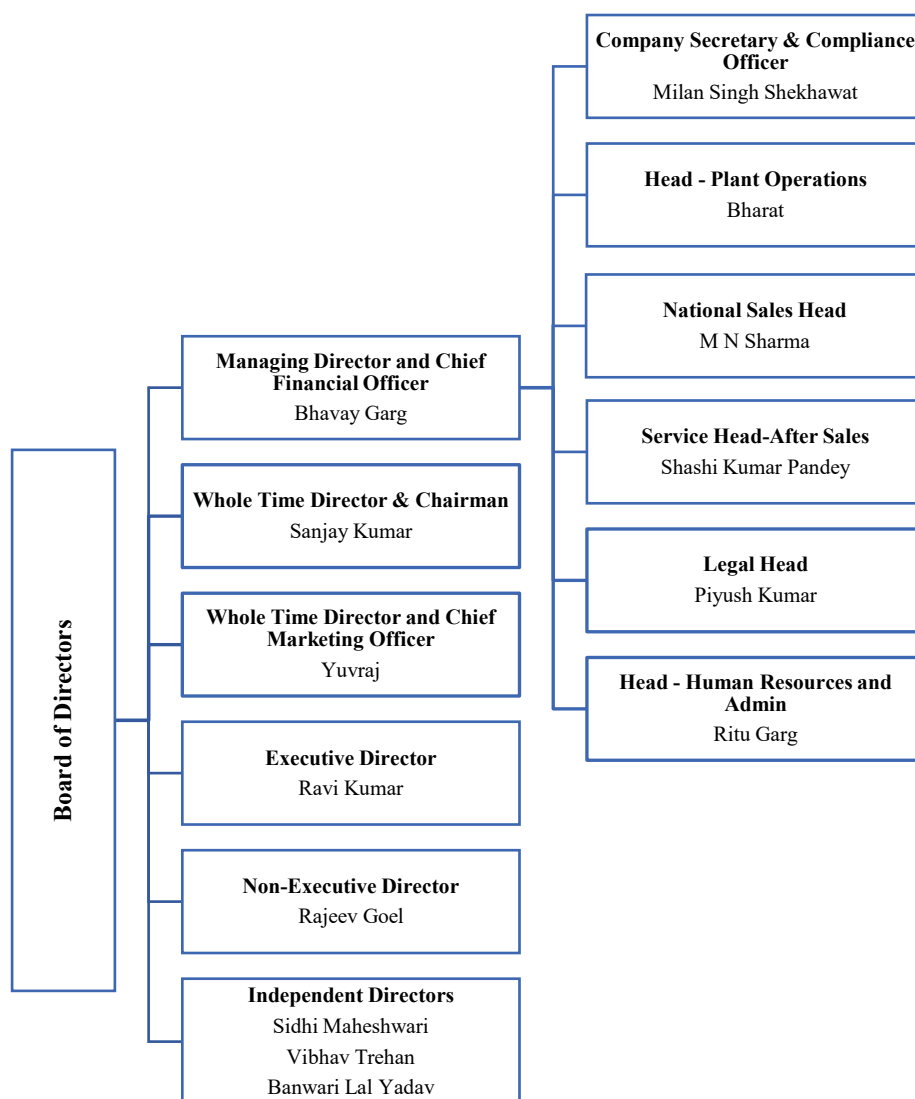 Board of Directors
Managing Director and Chief
Financial Officer
Bhavay Garg
Whole Time Director & Chairman
Sanjay Kumar
Whole Time Director and Chief
Marketing Officer
Yuvraj
Executive Director
Ravi Kumar
Non-Executive Director
Rajeev Goel
Independent Directors
Sidhi Maheshwari
Vibhav Trehan
Banwari Lal Yadav
Company Secretary & Compliance
Officer
Milan Singh Shekhawat
Head - Plant Operations
Bharat
National Sales Head
M N Sharma
Service Head-After Sales
Shashi Kumar Pandey
Legal Head
Piyush Kumar
Head - Human Resources and
Admin
Ritu Garg